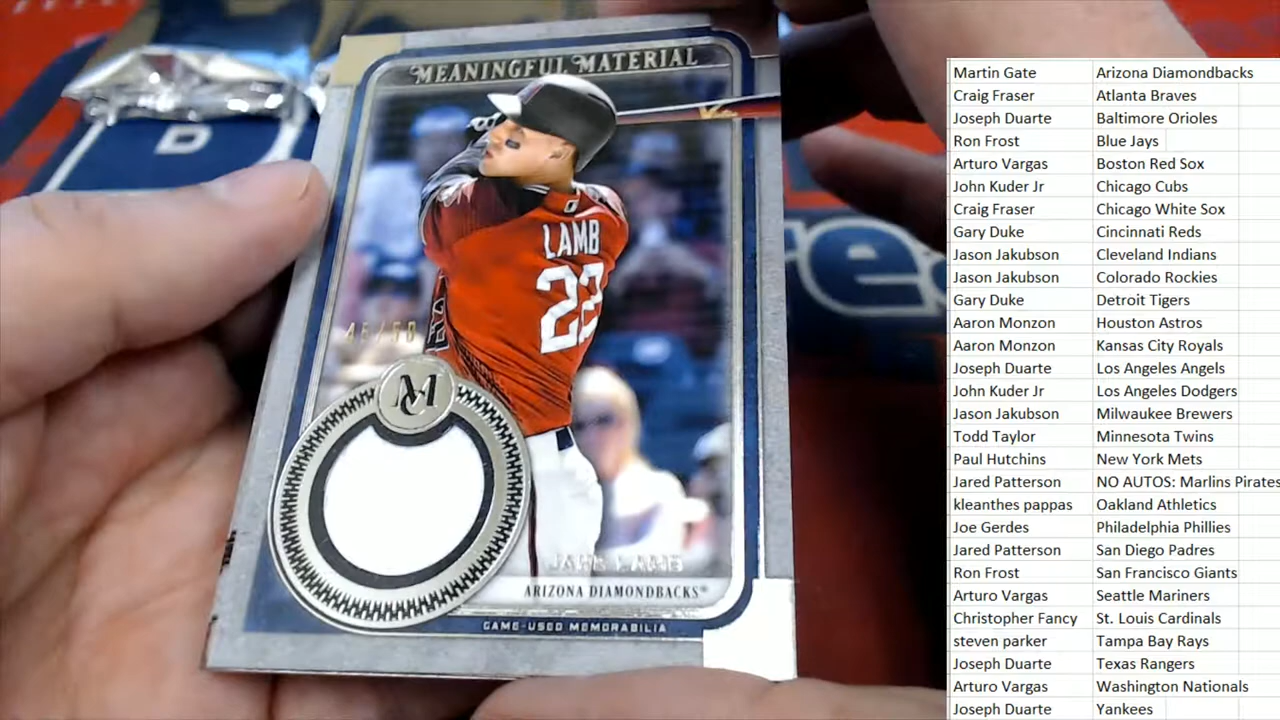 MEANINGFUL MATERIAL
LAMB
22
45/50
MC
JAKE LAMB
ARIZONA DIAMONDBACKS®
GAME-USED MEMORABILIA
D
es.
Martin Gate Arizona Diamondbacks
Craig Fraser Atlanta Braves
Joseph Duarte Baltimore Orioles
Ron Frost Blue Jays
Arturo Vargas Boston Red Sox
John Kuder Jr Chicago Cubs
Craig Fraser Chicago White Sox
Gary Duke Cincinnati Reds
Jason Jakubson Cleveland Indians
Jason Jakubson Colorado Rockies
Gary Duke Detroit Tigers
Aaron Monzon Houston Astros
Aaron Monzon Kansas City Royals
Joseph Duarte Los Angeles Angels
John Kuder Jr Los Angeles Dodgers
Jason Jakubson Milwaukee Brewers
Todd Taylor Minnesota Twins
Paul Hutchins New York Mets
Jared Patterson NO AUTOS: Marlins Pirates
kleanthes pappas Oakland Athletics
Joe Gerdes Philadelphia Phillies
Jared Patterson San Diego Padres
Ron Frost San Francisco Giants
Arturo Vargas Seattle Mariners
Christopher Fancy St. Louis Cardinals
steven parker Tampa Bay Rays
Joseph Duarte Texas Rangers
Arturo Vargas Washington Nationals
Joseph Duarte Yankees